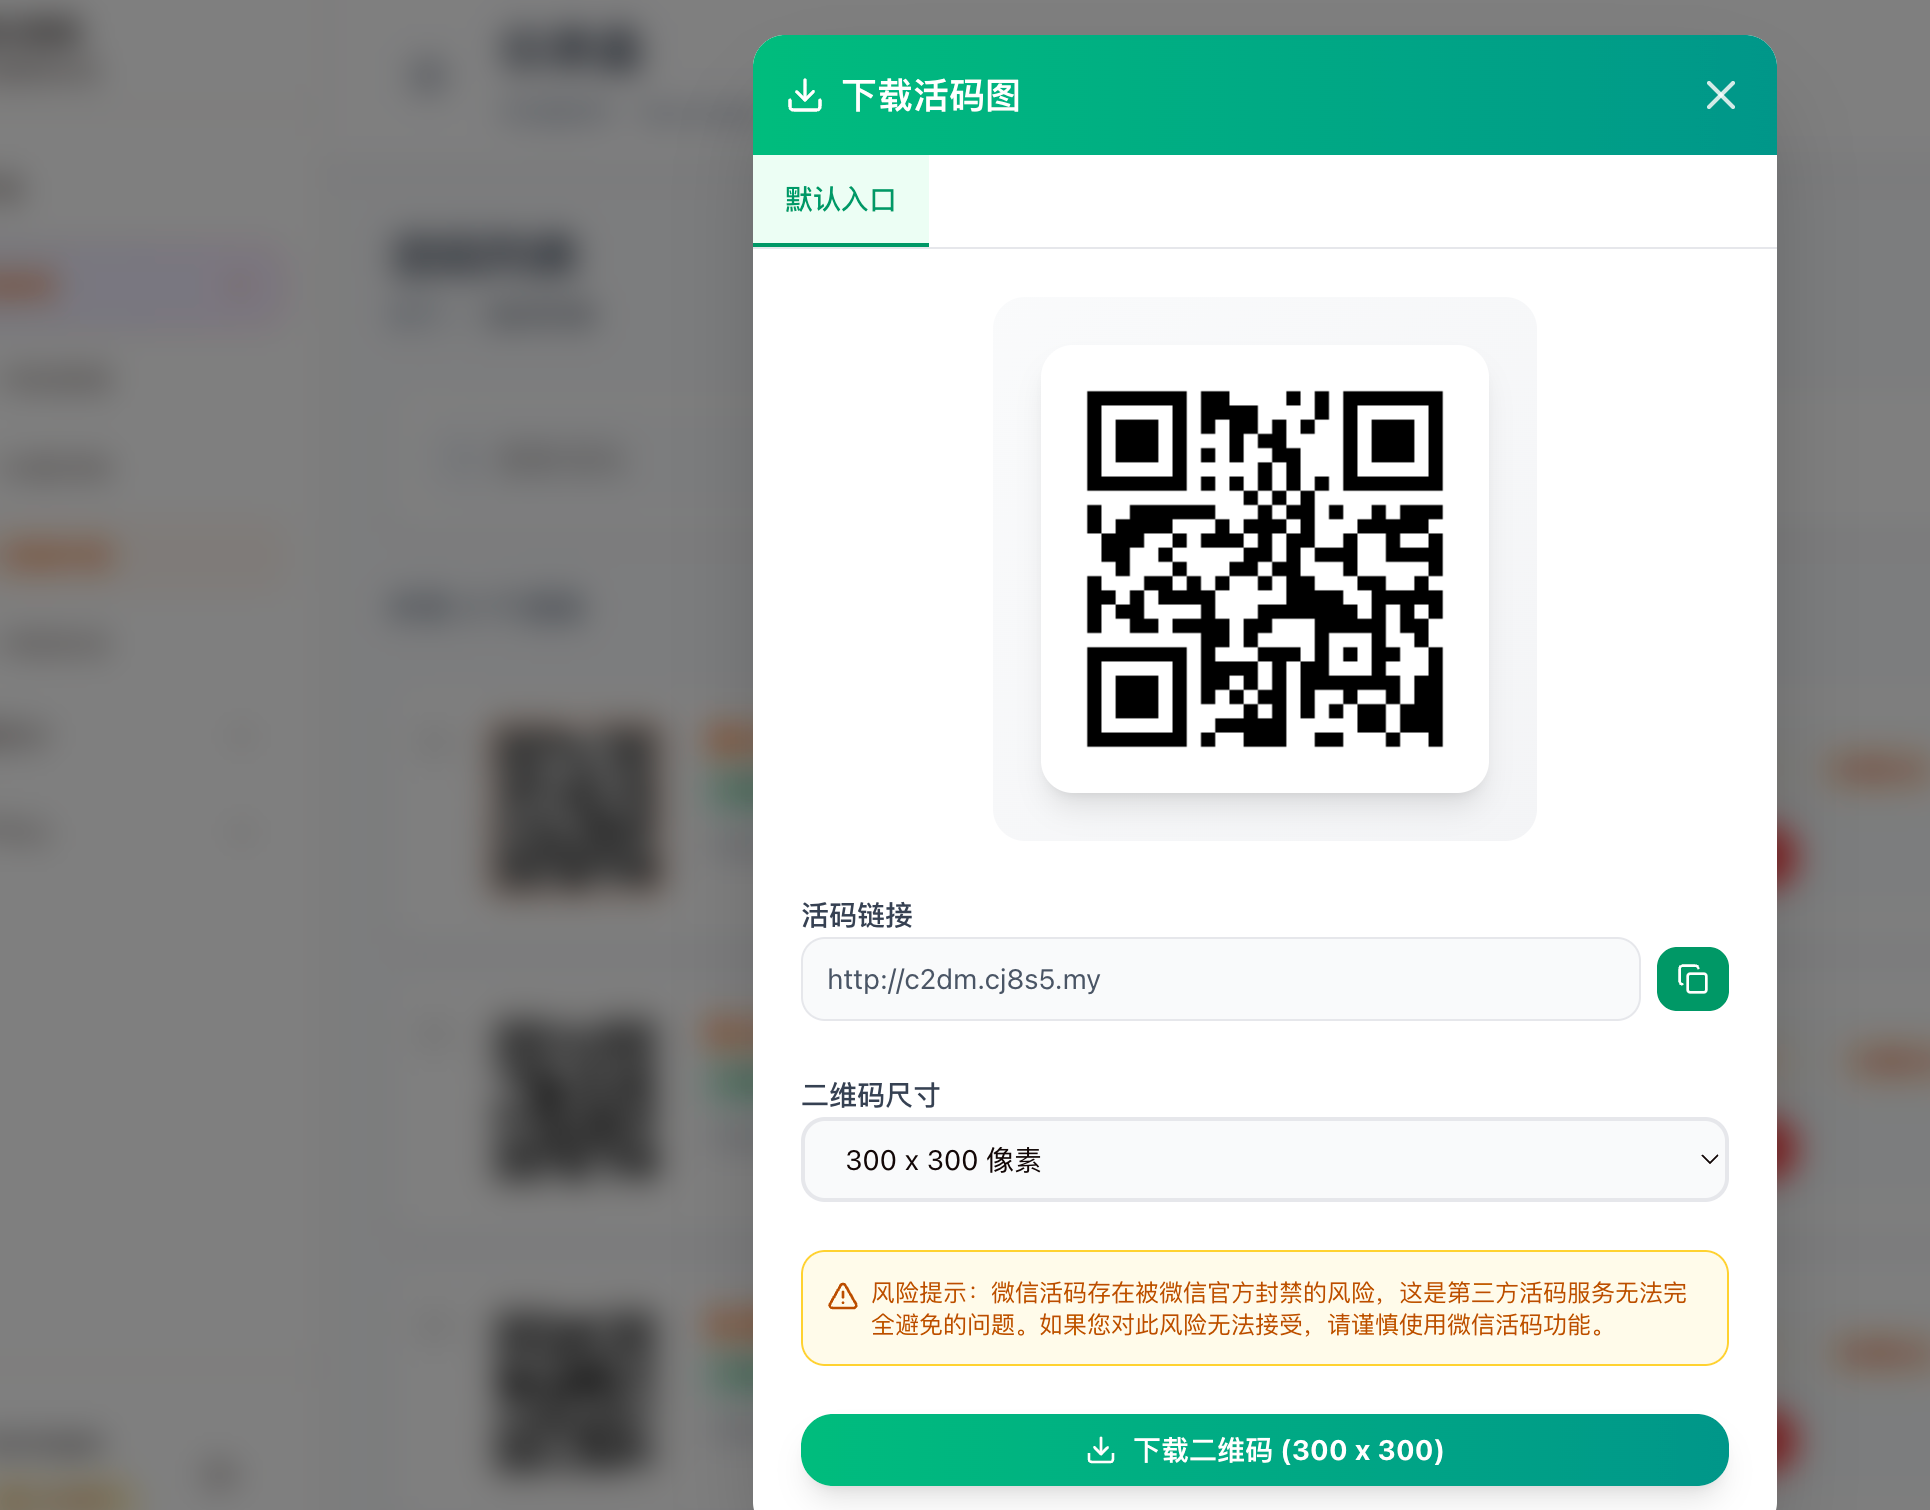 下载活码图
默认入口
活码链接
http://c2dm.cj8s5.my
二维码尺寸
300 x 300 像素
风险提示：微信活码存在被微信官方封禁的风险，这是第三方活码服务无法完
全避免的问题。如果您对此风险无法接受，请谨慎使用微信活码功能。
下载二维码 (300 x 300)